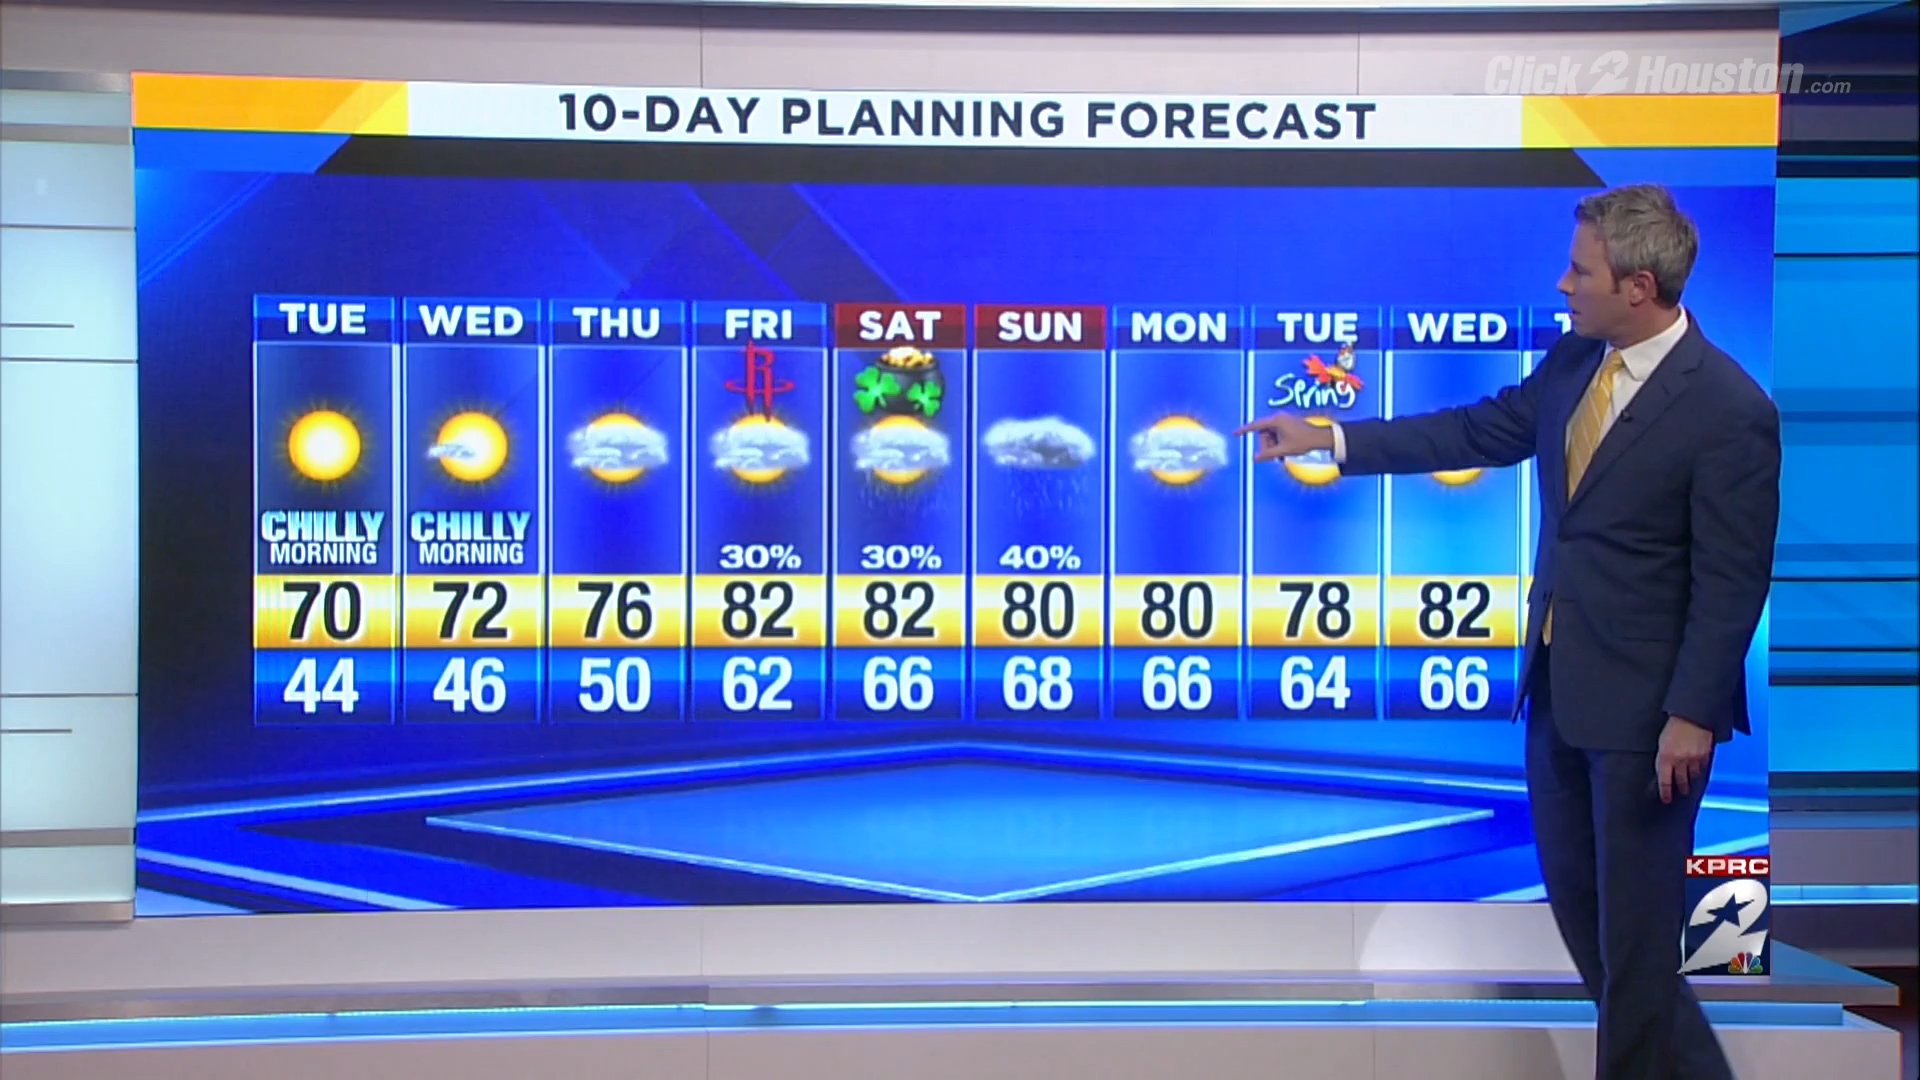 Click2Houston.com
10-DAY PLANNING FORECAST
TUE WED THU FRI SAT SUN MON TUE WED
R
Spring
CHILLY MORNING CHILLY MORNING
30% 30% 40%
70 72 76 82 82 80 80 78 82
44 46 50 62 66 68 66 64 66
KPRC
2